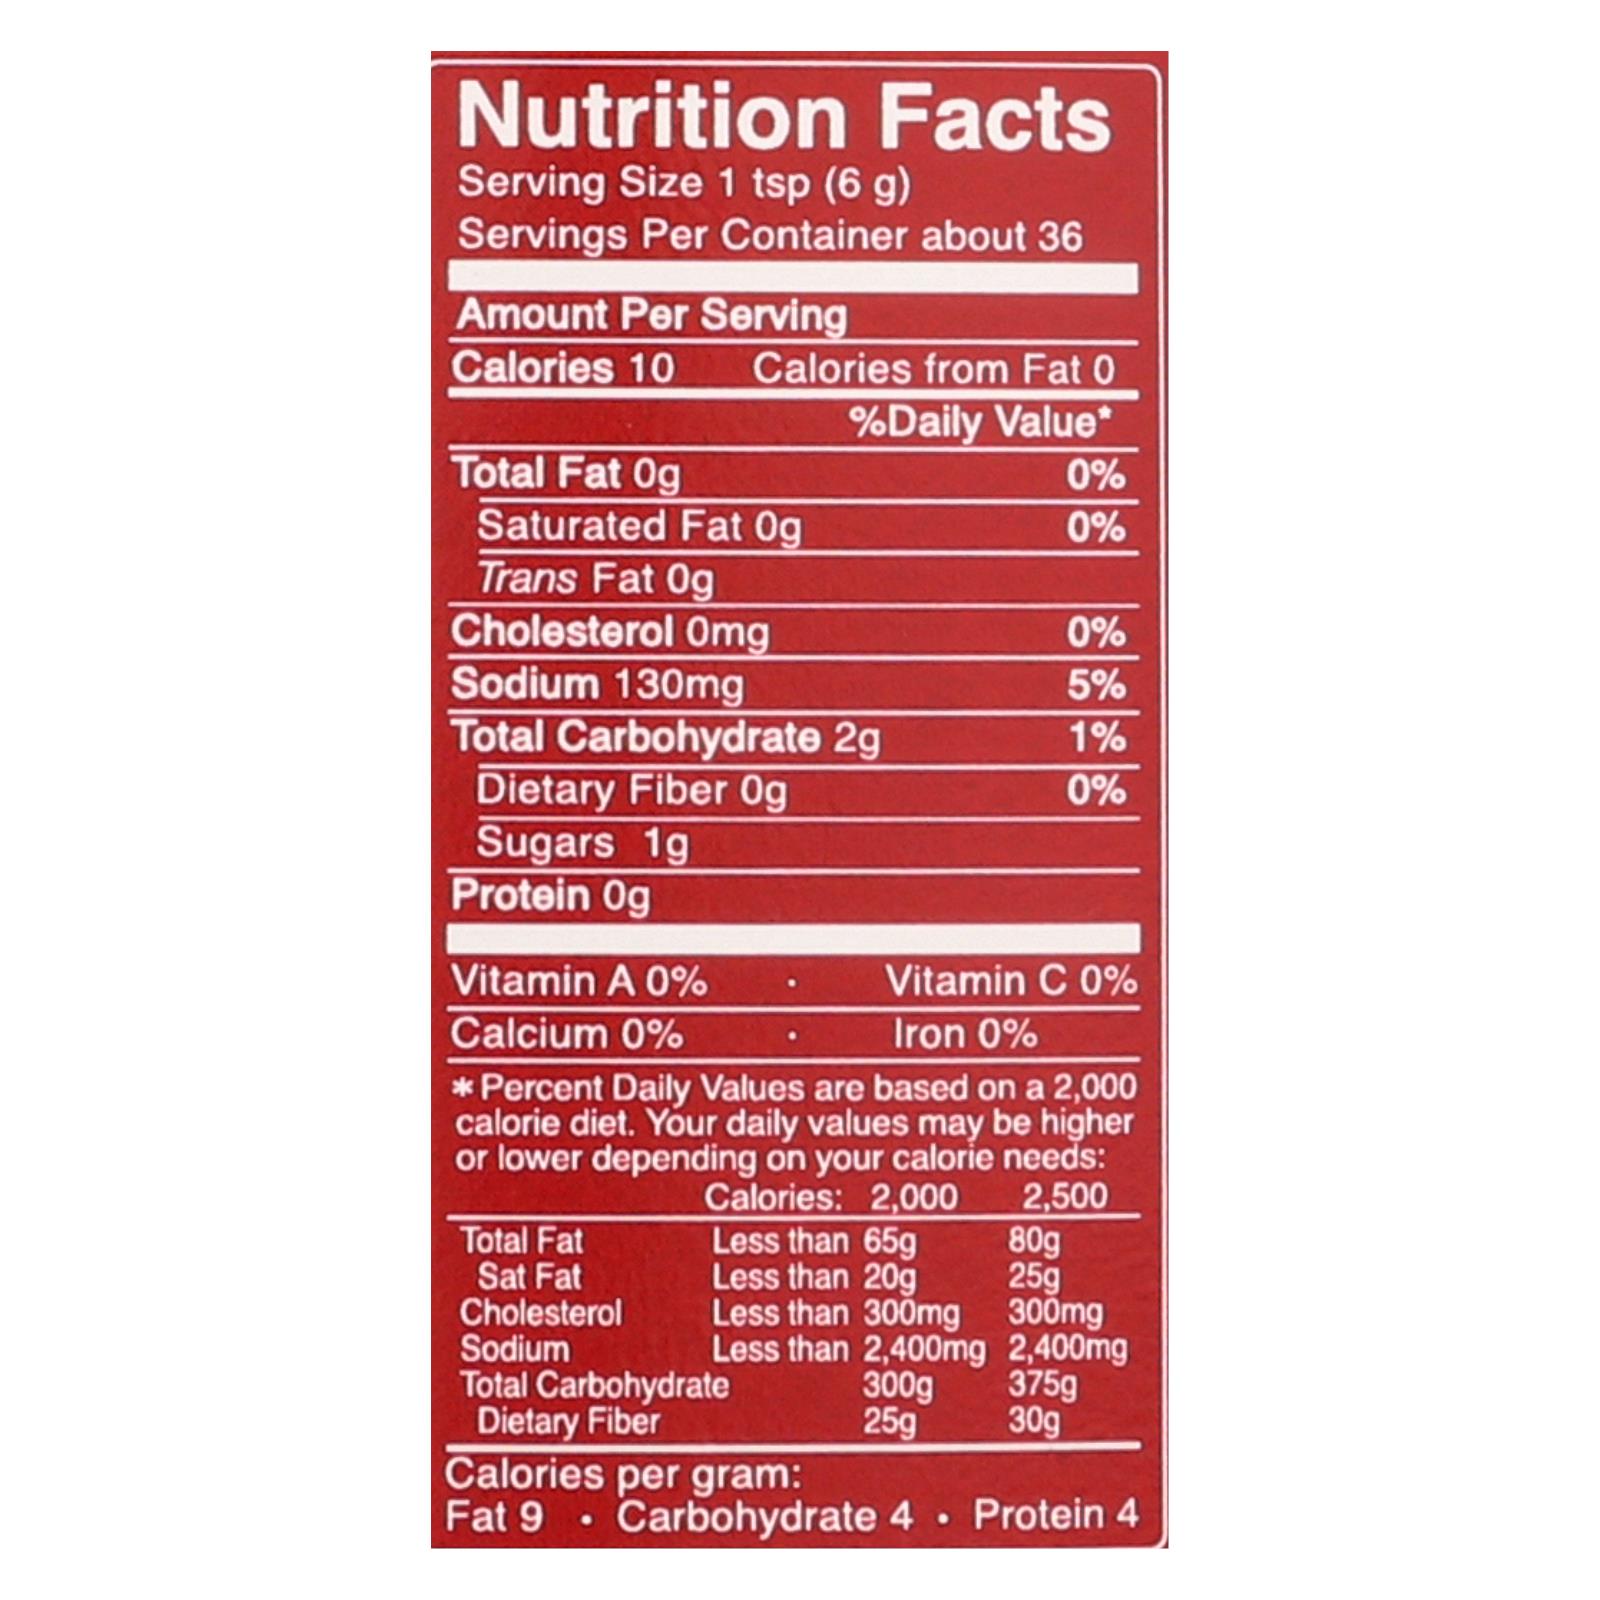 Nutrition Facts
Serving Size 1 tsp (6 g)
Servings Per Container about 36
Amount Per Serving
Calories 10 Calories from Fat 0
%Daily Value*
Total Fat 0g 0%
Saturated Fat 0g 0%
Trans Fat 0g
Cholesterol 0mg 0%
Sodium 130mg 5%
Total Carbohydrate 2g 1%
Dietary Fiber 0g 0%
Sugars 1g
Protein 0g
Vitamin A 0% · Vitamin C 0%
Calcium 0% · Iron 0%
* Percent Daily Values are based on a 2,000
calorie diet. Your daily values may be higher
or lower depending on your calorie needs:
Calories: 2,000 2,500
Total Fat Less than 65g 80g
Sat Fat Less than 20g 25g
Cholesterol Less than 300mg 300mg
Sodium Less than 2,400mg 2,400mg
Total Carbohydrate 300g 375g
Dietary Fiber 25g 30g
Calories per gram:
Fat 9 • Carbohydrate 4 • Protein 4